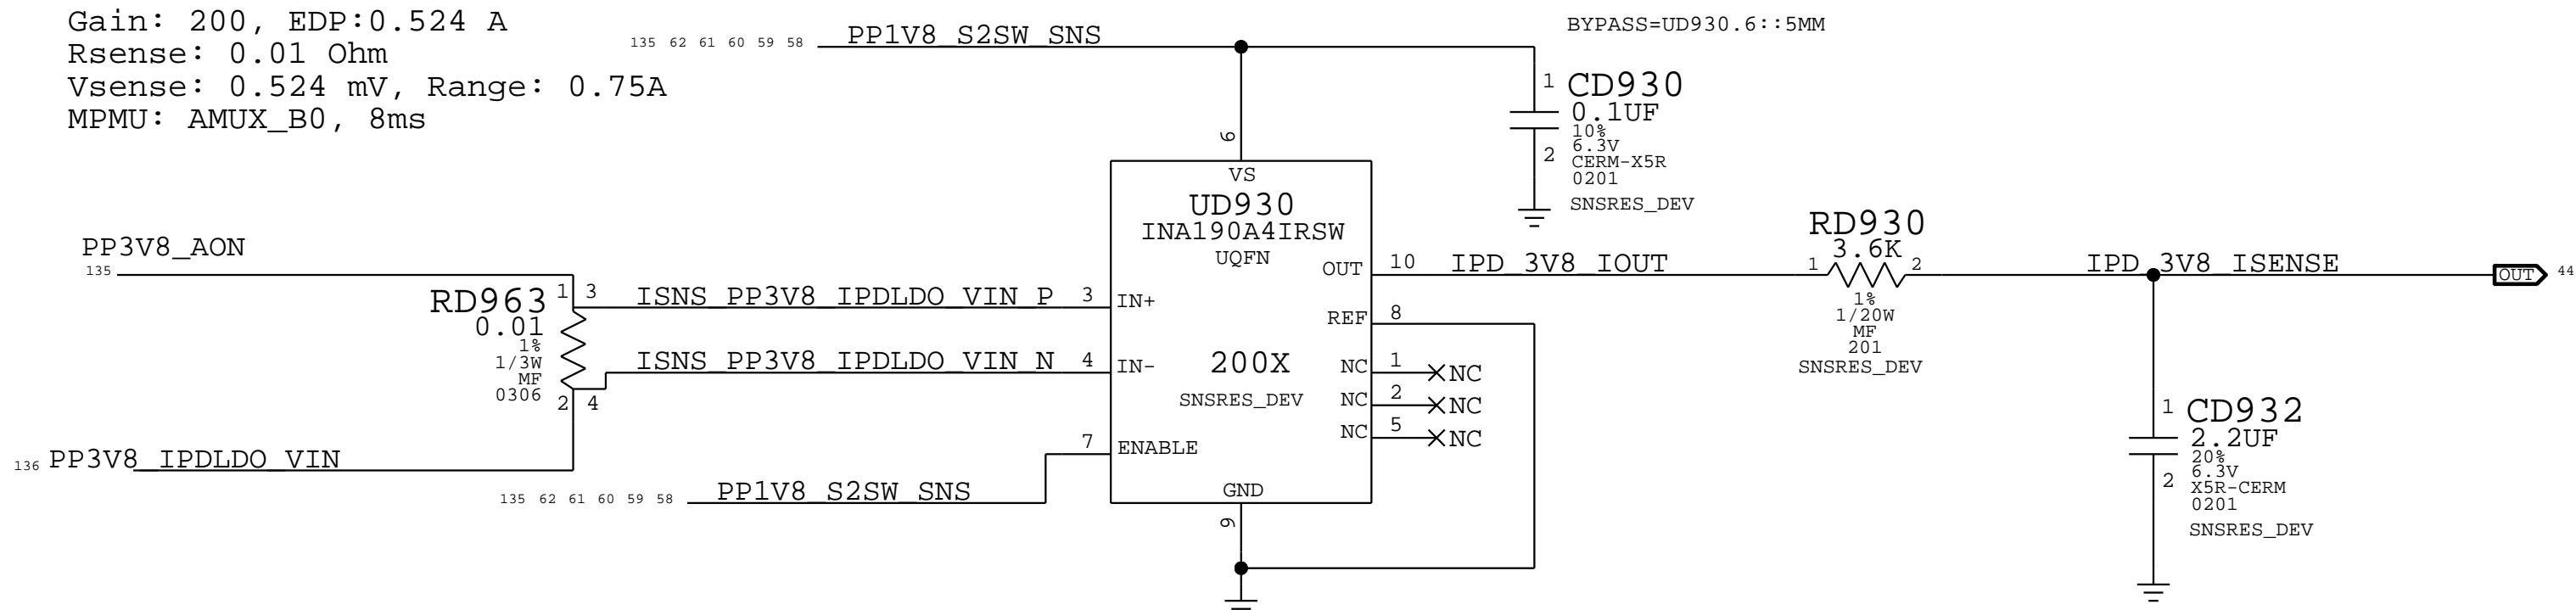 Gain: 200, EDP:0.524 A
Rsense: 0.01 Ohm
Vsense: 0.524 mV, Range: 0.75A
MPMU: AMUX_B0, 8ms
135 62 61 60 59 58 PP1V8_S2SW_SNS
BYPASS=UD930.6::5MM
1 CD930
0.1UF
10%
6.3V
2 CERM-X5R
0201
SNSRES_DEV
6
VS
UD930
INA190A4IRSW
UQFN
200X
SNSRES_DEV
GND
9
PP3V8_AON
135
RD963 1 3
0.01
1%
1/3W
MF
0306
2 4
ISNS_PP3V8_IPDLDO_VIN_P 3 IN+
ISNS_PP3V8_IPDLDO_VIN_N 4 IN-
7 ENABLE
136 PP3V8_IPDLDO_VIN
135 62 61 60 59 58 PP1V8_S2SW_SNS
OUT 10 IPD_3V8_IOUT
REF 8
NC 1 NC
NC 2 NC
NC 5 NC
RD930
1 3.6K 2
1%
1/20W
MF
201
SNSRES_DEV
IPD_3V8_ISENSE
OUT 44
1 CD932
2.2UF
20%
6.3V
2 X5R-CERM
0201
SNSRES_DEV